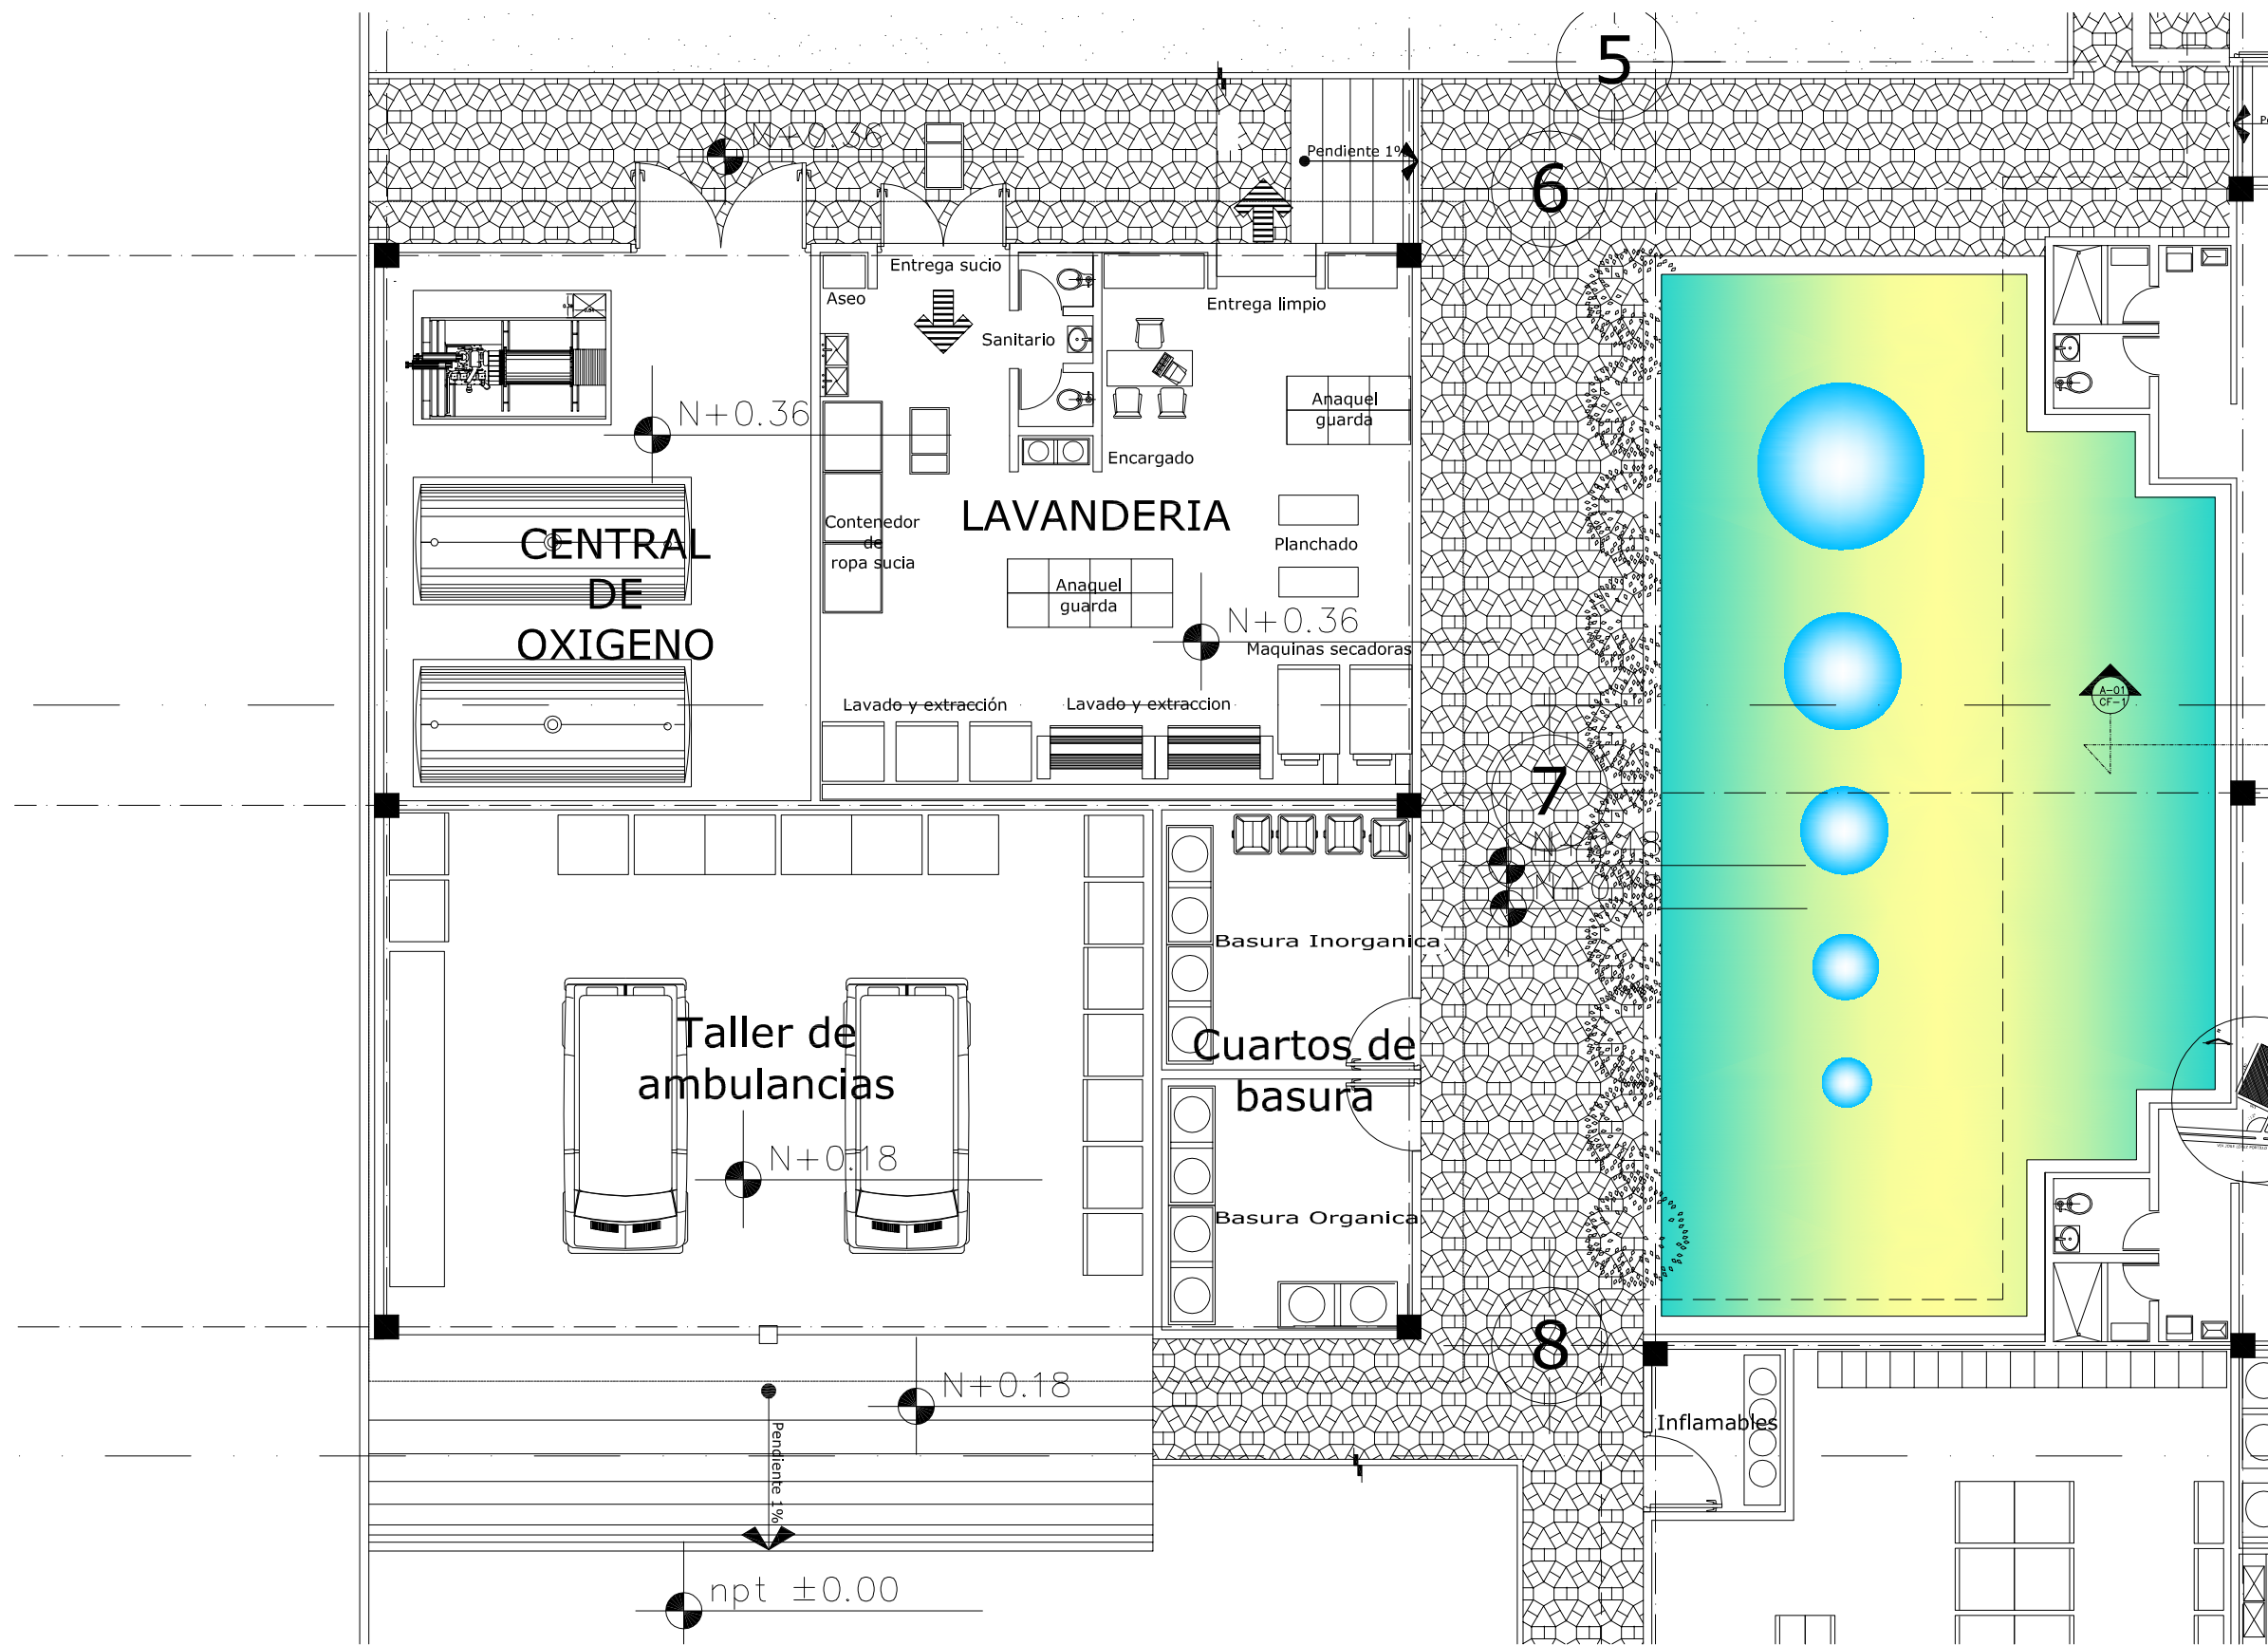 5
N+0.36
Pendiente 1%
6
Entrega sucio
Aseo
Entrega limpio
Sanitario
Anaquel
guarda
N+0.36
Encargado
LAVANDERIA
Contenedor
de
ropa sucia
CENTRAL
DE
OXIGENO
Planchado
Anaquel
guarda
N+0.36
Maquinas secadoras
Lavado y extracción
Lavado y extraccion
A-01
CF-1
7
Basura Inorganica
Taller de
ambulancias
Cuartos de
basura
N+0.18
Basura Organica
8
N+0.18
Inflamables
Pendiente 1%
npt ±0.00